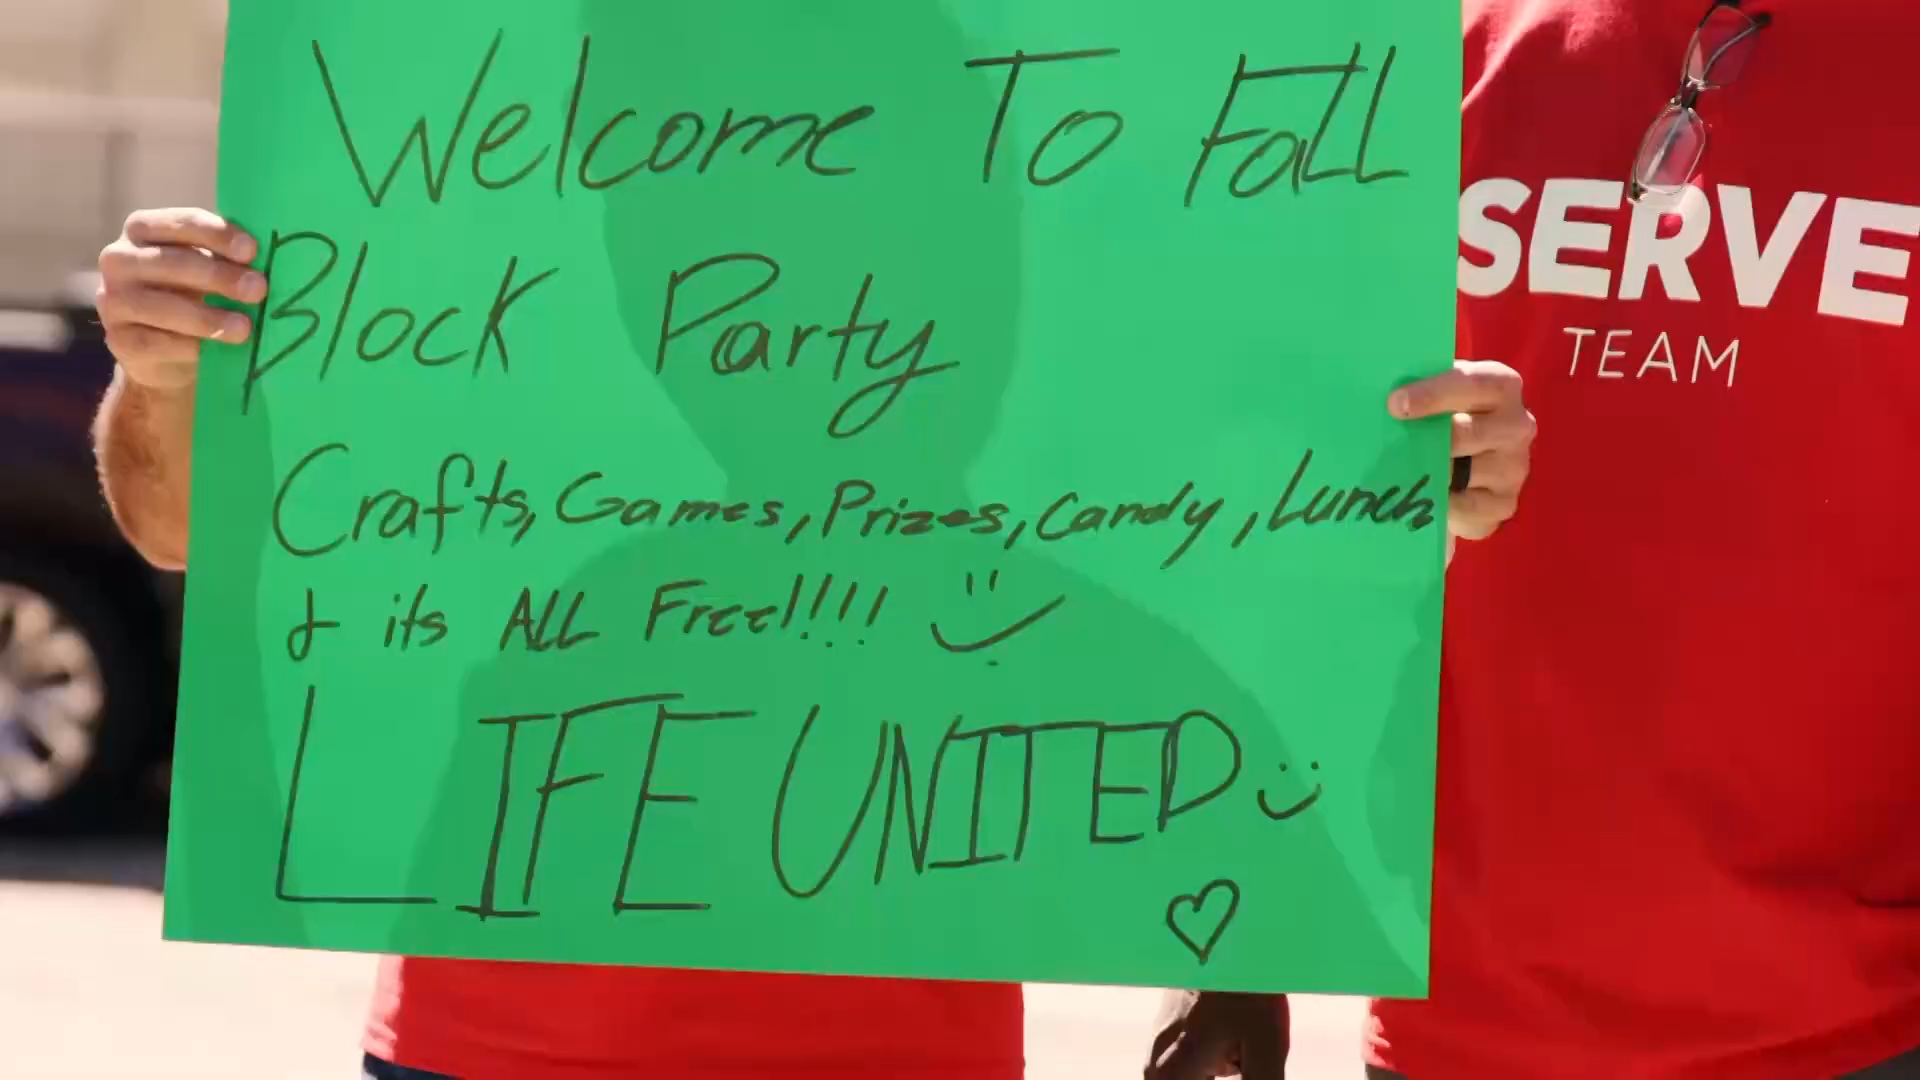 Welcome To Fall
Block Party
Crafts, Games, Prizes, Candy, Lunch
& its ALL Free!!!!
LIFE UNITED
SERVE
TEAM